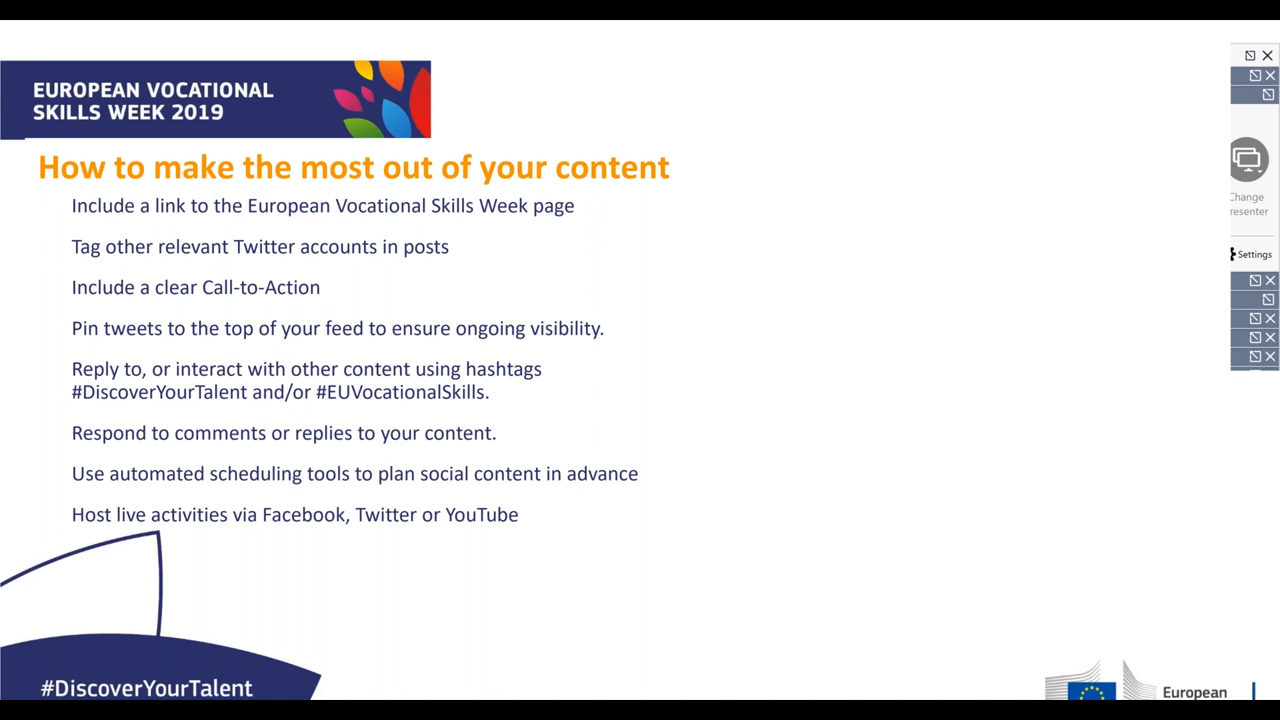 EUROPEAN VOCATIONAL
SKILLS WEEK 2019
How to make the most out of your content
Include a link to the European Vocational Skills Week page
Tag other relevant Twitter accounts in posts
Include a clear Call-to-Action
Pin tweets to the top of your feed to ensure ongoing visibility.
Reply to, or interact with other content using hashtags
#DiscoverYourTalent and/or #EUVocationalSkills.
Respond to comments or replies to your content.
Use automated scheduling tools to plan social content in advance
Host live activities via Facebook, Twitter or YouTube
#DiscoverYourTalent
Change
resenter
Settings
European